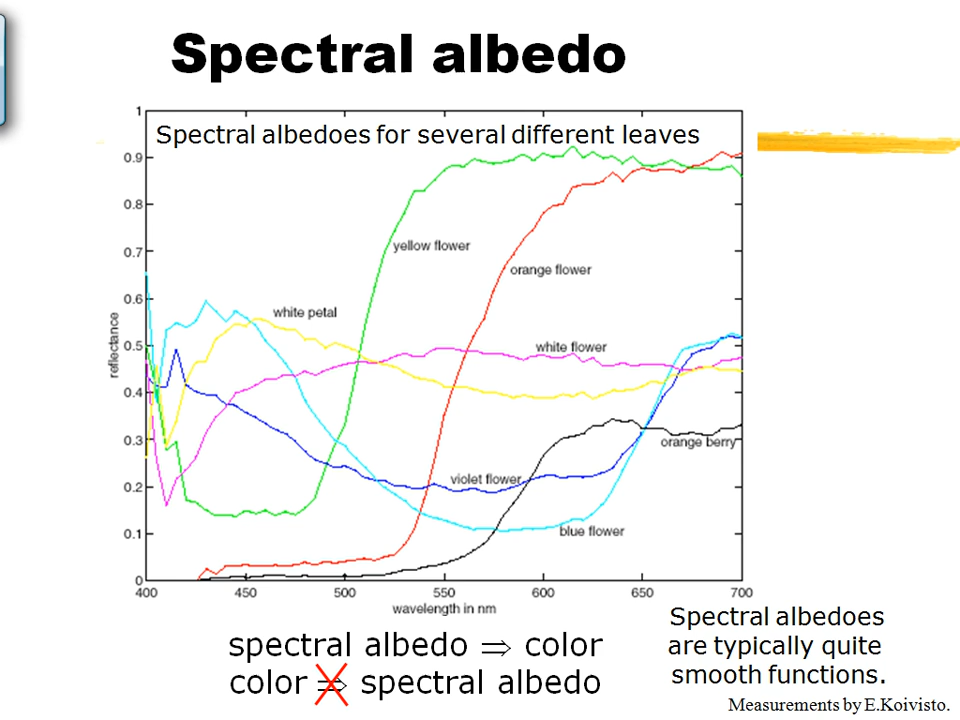 Spectral albedo
Spectral albedoes for several different leaves
1
0.9
0.8
0.7
0.6
0.5
0.4
0.3
0.2
0.1
0
reflectance
yellow flower
orange flower
white petal
white flower
orange berry
violet flower
blue flower
400 450 500 550 600 650 700
wavelength in nm
spectral albedo ⇒ color
color ⇒ spectral albedo
Spectral albedoes
are typically quite
smooth functions.
Measurements by E.Koivisto.